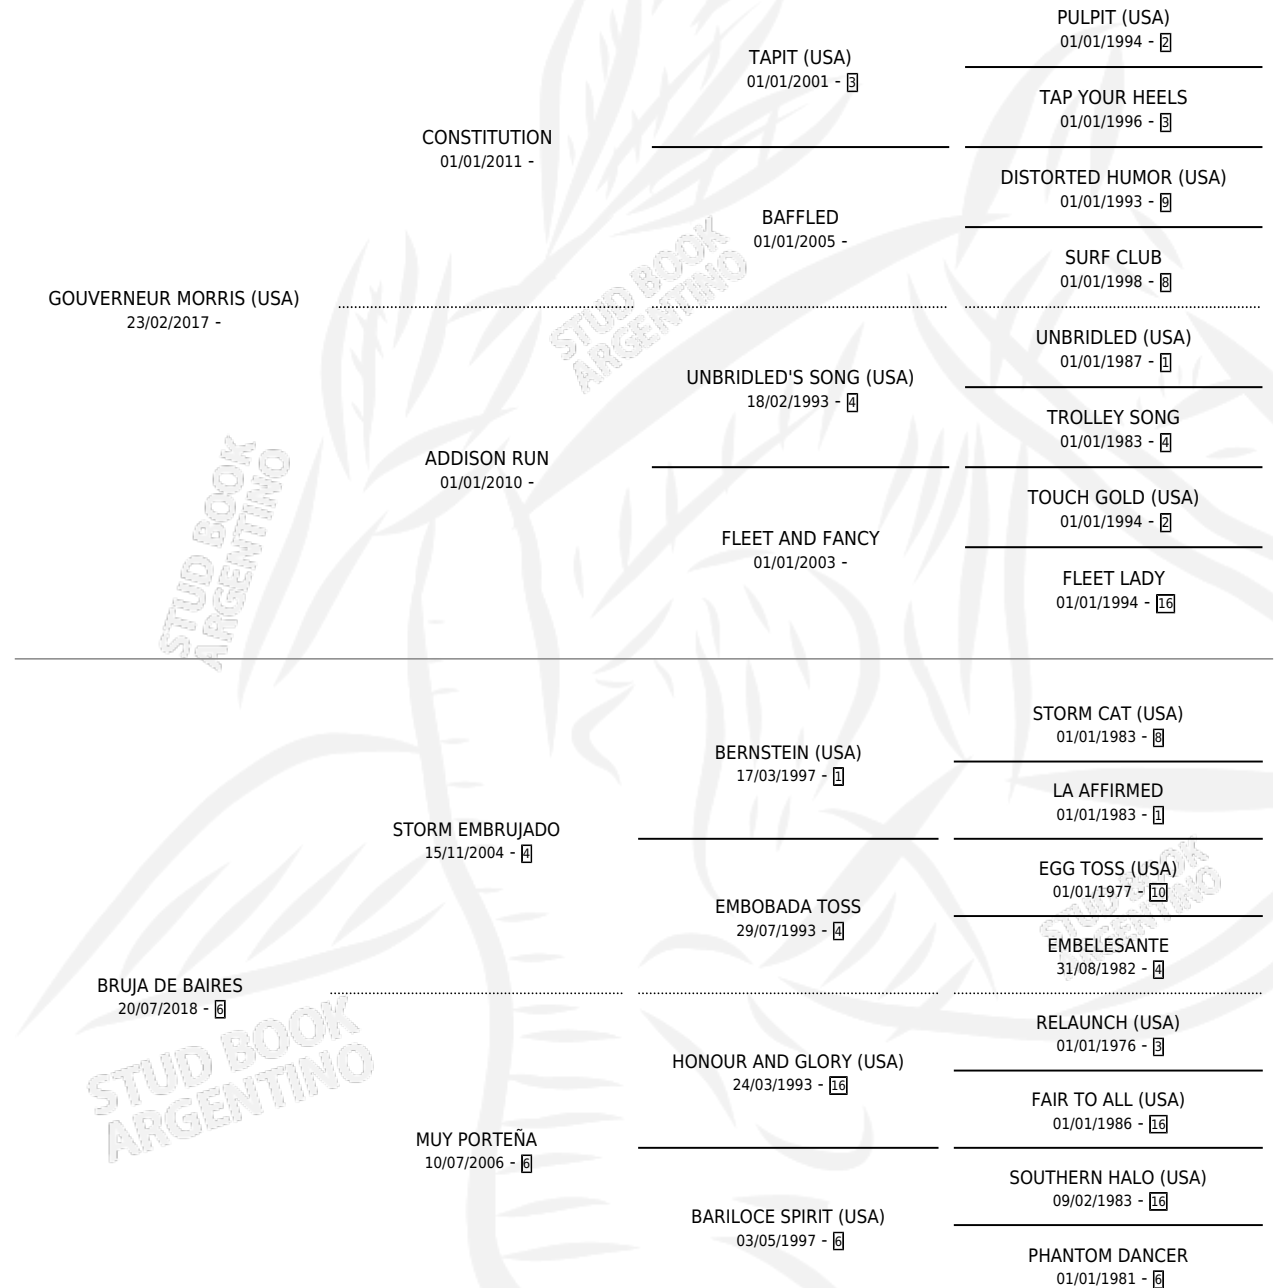 PULPIT (USA)
01/01/1994 - 2
TAPIT (USA)
01/01/2001 - 3
TAP YOUR HEELS
01/01/1996 - 3
CONSTITUTION
01/01/2011 -
DISTORTED HUMOR (USA)
01/01/1993 - 9
BAFFLED
01/01/2005 -
SURF CLUB
01/01/1998 - 8
GOUVERNEUR MORRIS (USA)
23/02/2017 -
STUD BOOK
ARGENTINO
UNBRIDLED (USA)
01/01/1987 - 1
UNBRIDLED'S SONG (USA)
18/02/1993 - 4
TROLLEY SONG
01/01/1983 - 4
ADDISON RUN
01/01/2010 -
TOUCH GOLD (USA)
01/01/1994 - 2
FLEET AND FANCY
01/01/2003 -
FLEET LADY
01/01/1994 - 16
STUD BOOK
ARGENTINO
STORM CAT (USA)
01/01/1983 - 8
BERNSTEIN (USA)
17/03/1997 - 1
LA AFFIRMED
01/01/1983 - 1
STORM EMBRUJADO
15/11/2004 - 4
EGG TOSS (USA)
01/01/1977 - 10
EMBOBADA TOSS
29/07/1993 - 4
EMBELESANTE
31/08/1982 - 4
STUD BOOK
ARGENTINO
BRUJA DE BAIRES
20/07/2018 - 6
RELAUNCH (USA)
01/01/1976 - 3
HONOUR AND GLORY (USA)
24/03/1993 - 16
FAIR TO ALL (USA)
01/01/1986 - 16
STUD BOOK
ARGENTINO
MUY PORTEÑA
10/07/2006 - 6
SOUTHERN HALO (USA)
09/02/1983 - 16
BARILOCE SPIRIT (USA)
03/05/1997 - 6
PHANTOM DANCER
01/01/1981 - 6